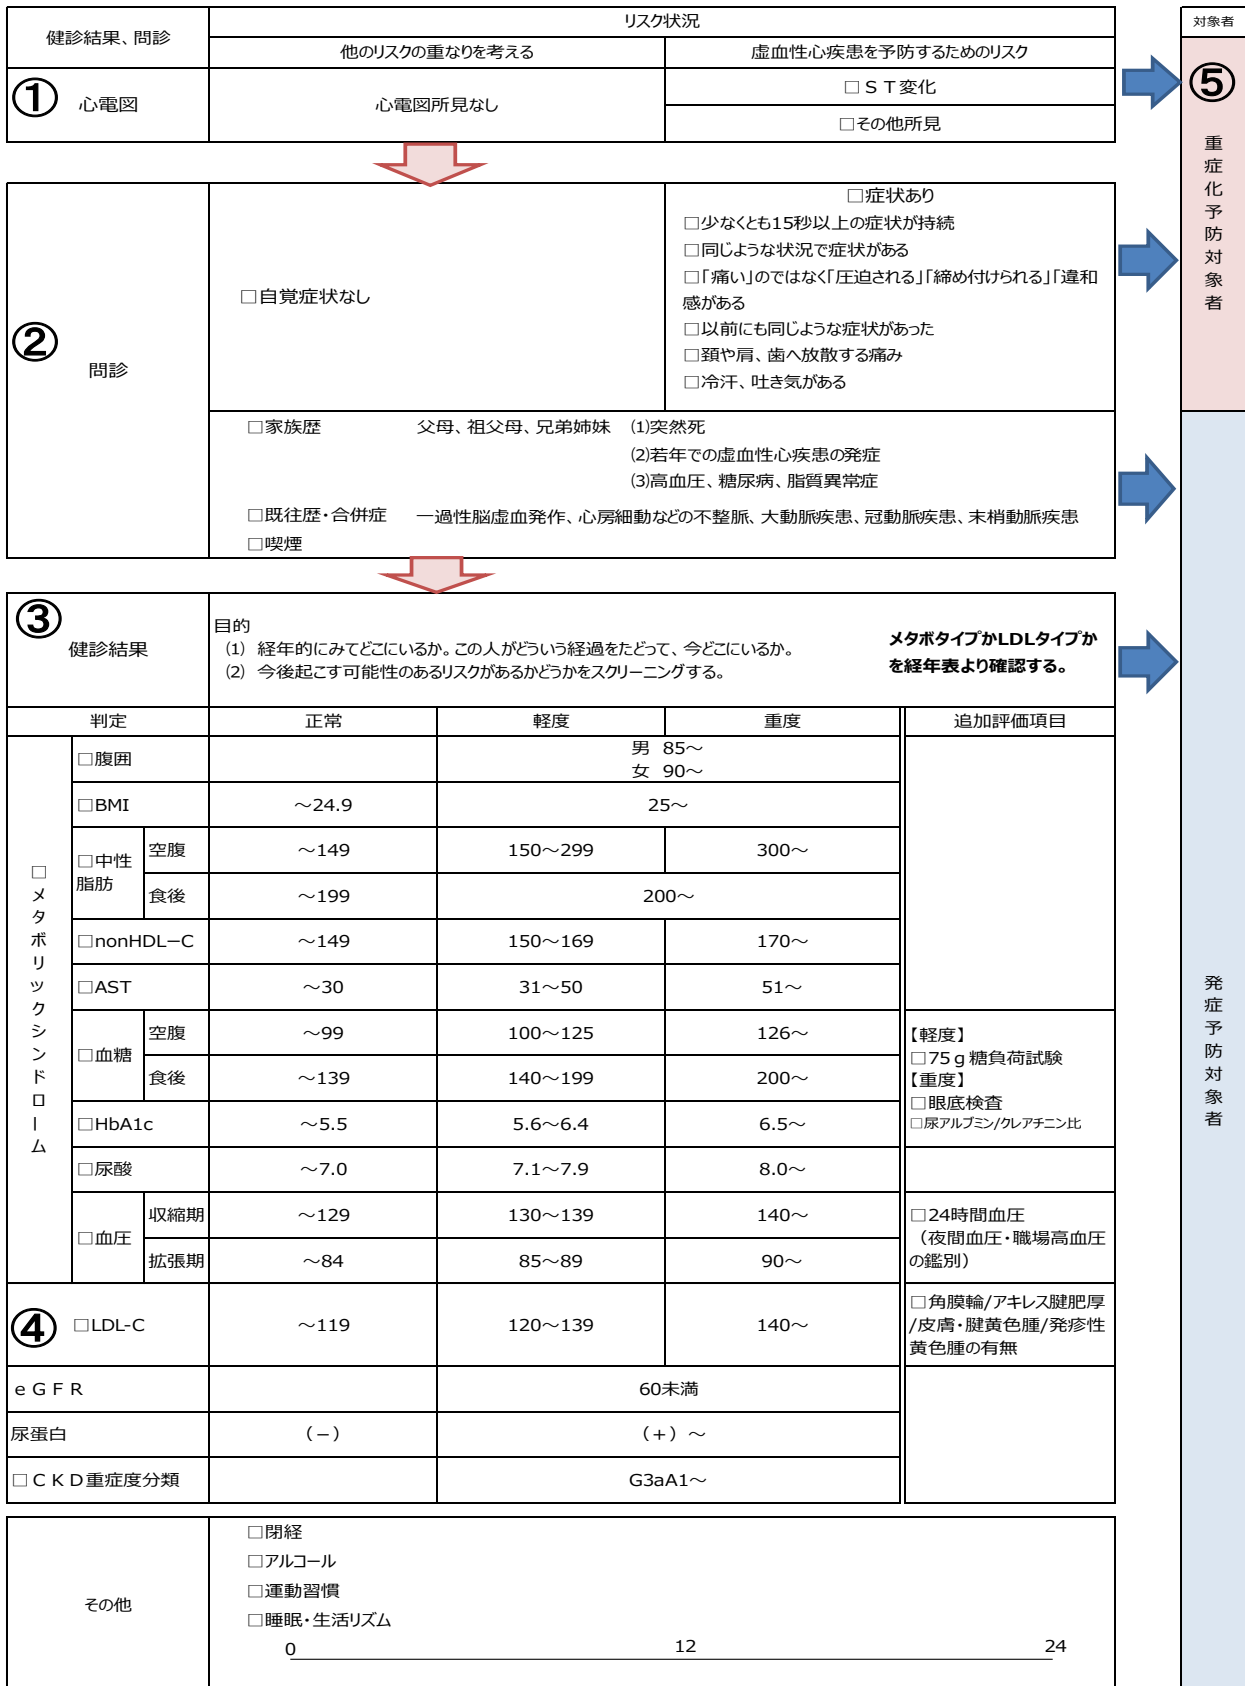 健診結果、問診
リスク状況
対象者
他のリスクの重なりを考える
虚血性心疾患を予防するためのリスク
① 心電図
心電図所見なし
□ＳＴ変化
□その他所見
⑤
重症化予防対象者
② 問診
□自覚症状なし
□症状あり
□少なくとも15秒以上の症状が持続
□同じような状況で症状がある
□「痛い」のではなく「圧迫される」「締め付けられる」「違和
感がある
□以前にも同じような症状があった
□頚や肩、歯へ放散する痛み
□冷汗、吐き気がある
□家族歴 父母、祖父母、兄弟姉妹 ⑴突然死
⑵若年での虚血性心疾患の発症
⑶高血圧、糖尿病、脂質異常症
□既往歴・合併症 一過性脳虚血発作、心房細動などの不整脈、大動脈疾患、冠動脈疾患、末梢動脈疾患
□喫煙
③ 健診結果
目的
⑴ 経年的にみてどこにいるか。この人がどういう経過をたどって、今どこにいるか。
⑵ 今後起こす可能性のあるリスクがあるかどうかをスクリーニングする。
メタボタイプかLDLタイプか
を経年表より確認する。
判定 正常 軽度 重度 追加評価項目
□メタボリックシンドローム
□腹囲 男 85～
女 90～
□BMI ～24.9 25～
□中性
脂肪
空腹 ～149 150～299 300～
食後 ～199 200～
□nonHDL－C ～149 150～169 170～
□AST ～30 31～50 51～
□血糖
空腹 ～99 100～125 126～
食後 ～139 140～199 200～
□HbA1c ～5.5 5.6～6.4 6.5～
【軽度】
□75ｇ糖負荷試験
【重度】
□眼底検査
□尿アルブミン/クレアチニン比
□尿酸 ～7.0 7.1～7.9 8.0～
□血圧
収縮期 ～129 130～139 140～
拡張期 ～84 85～89 90～
□24時間血圧
（夜間血圧・職場高血圧
の鑑別）
④ □LDL-C ～119 120～139 140～
□角膜輪/アキレス腱肥厚
/皮膚・腱黄色腫/発疹性
黄色腫の有無
ｅＧＦＲ 60未満
尿蛋白 （－） （+）～
□ＣＫＤ重症度分類 G3aA1～
発症予防対象者
その他
□閉経
□アルコール
□運動習慣
□睡眠・生活リズム
0 12 24